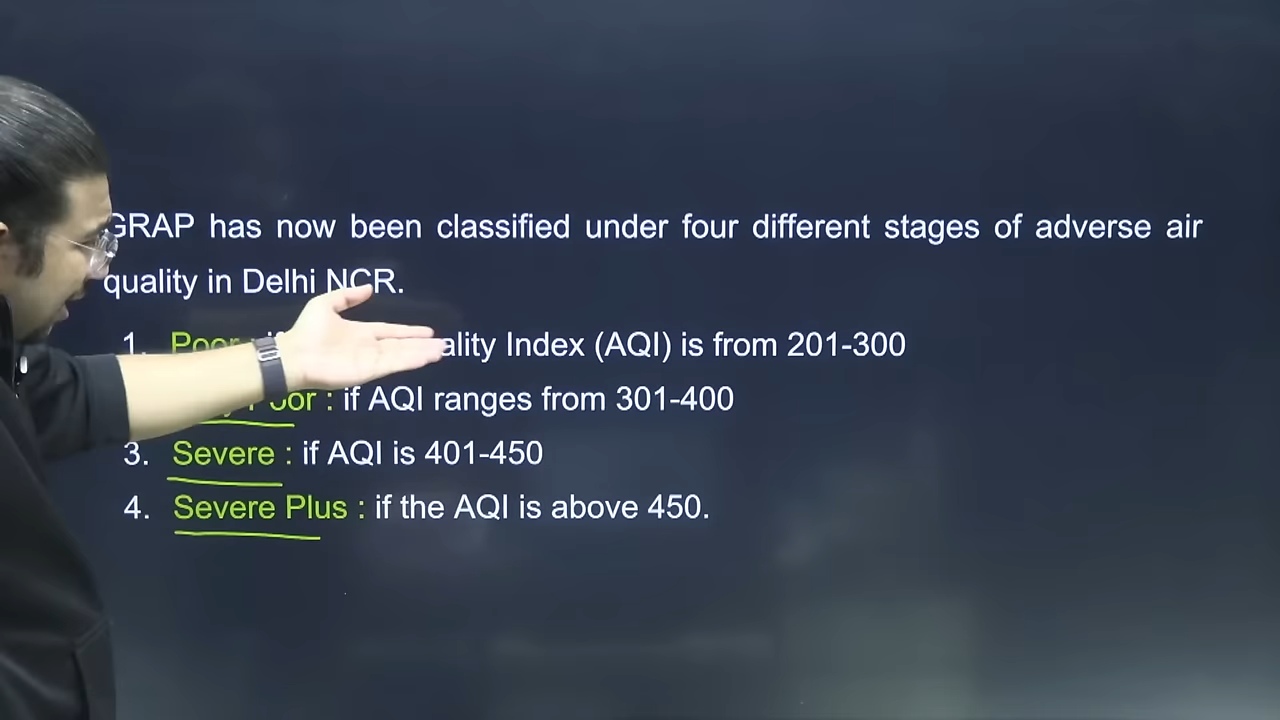 GRAP has now been classified under four different stages of adverse air
quality in Delhi NCR.
1. Poor : if Index (AQI) is from 201-300
Poor : if AQI ranges from 301-400
3. Severe : if AQI is 401-450
4. Severe Plus : if the AQI is above 450.